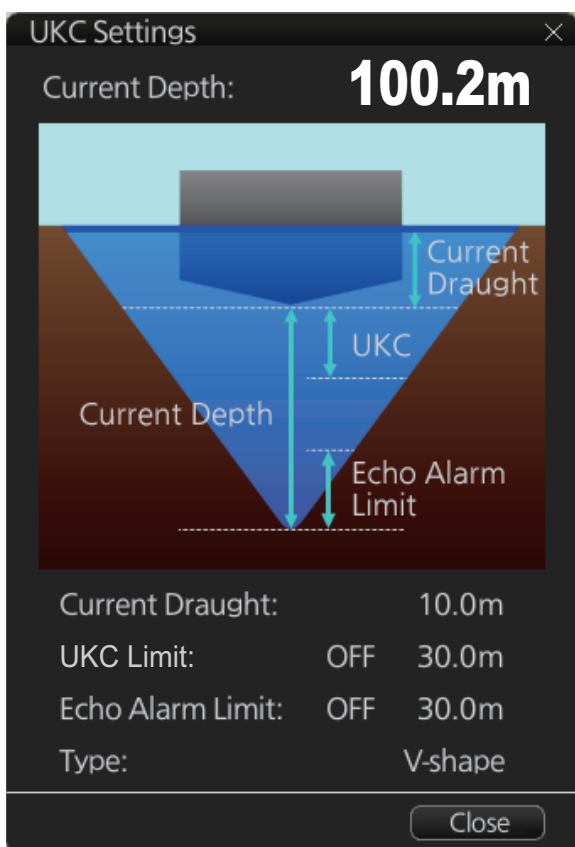 UKC Settings
Current Depth: 100.2m
Current
Draught
UKC
Current Depth
Echo Alarm
Limit
Current Draught: 10.0m
UKC Limit: OFF 30.0m
Echo Alarm Limit: OFF 30.0m
Type: V-shape
Close